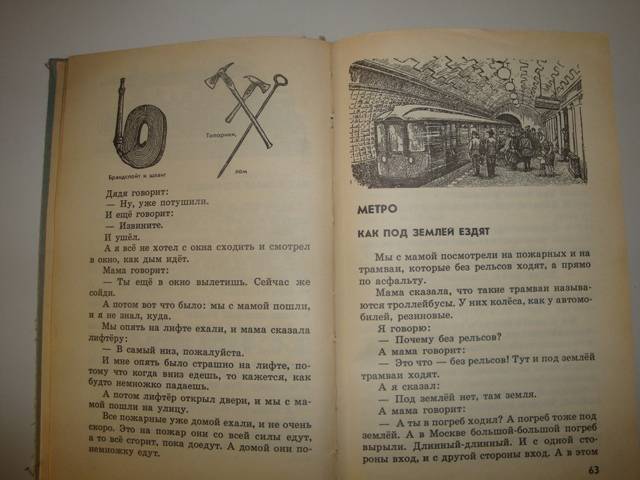 Брандспойт и шланг
Топорики,
лом
Дядя говорит:
— Ну, уже потушили.
И ещё говорит:
— Извините.
И ушёл.
А я всё не хотел с окна сходить и смотрел
в окно, как дым идёт.
Мама говорит:
— Ты ещё в окно вылетишь. Сейчас же
сойди.
А потом вот что было: мы с мамой пошли,
и я не знал, куда.
Мы опять на лифте ехали, и мама сказала
лифтёру:
— В самый низ, пожалуйста.
И мне опять было страшно на лифте, по-
тому что когда вниз едешь, то кажется, как
будто немножко падаешь.
А потом лифтёр открыл двери, и мы с ма-
мой пошли на улицу.
Все пожарные уже домой ехали, и не очень
скоро. Это на пожар они со всей силы едут,
а то всё сгорит, пока доедут. А домой они по-
немножку едут.
МЕТРО
КАК ПОД ЗЕМЛЕЙ ЕЗДЯТ
Мы с мамой посмотрели на пожарных и на
трамваи, которые без рельсов ходят, а прямо
по асфальту.
Мама сказала, что такие трамваи называ-
ются троллейбусы. У них колёса, как у автомо-
билей, резиновые.
Я говорю:
— Почему без рельсов?
А мама говорит:
— Это что — без рельсов! Тут и под землёй
трамваи ходят.
А я сказал:
— Под землёй нет, там земля.
А мама говорит:
— А ты в погреб ходил? А погреб тоже под
землёй. А в Москве большой-большой погреб
вырыли. Длинный-длинный. И с одной сто-
роны вход, и с другой стороны вход. А в этом
63